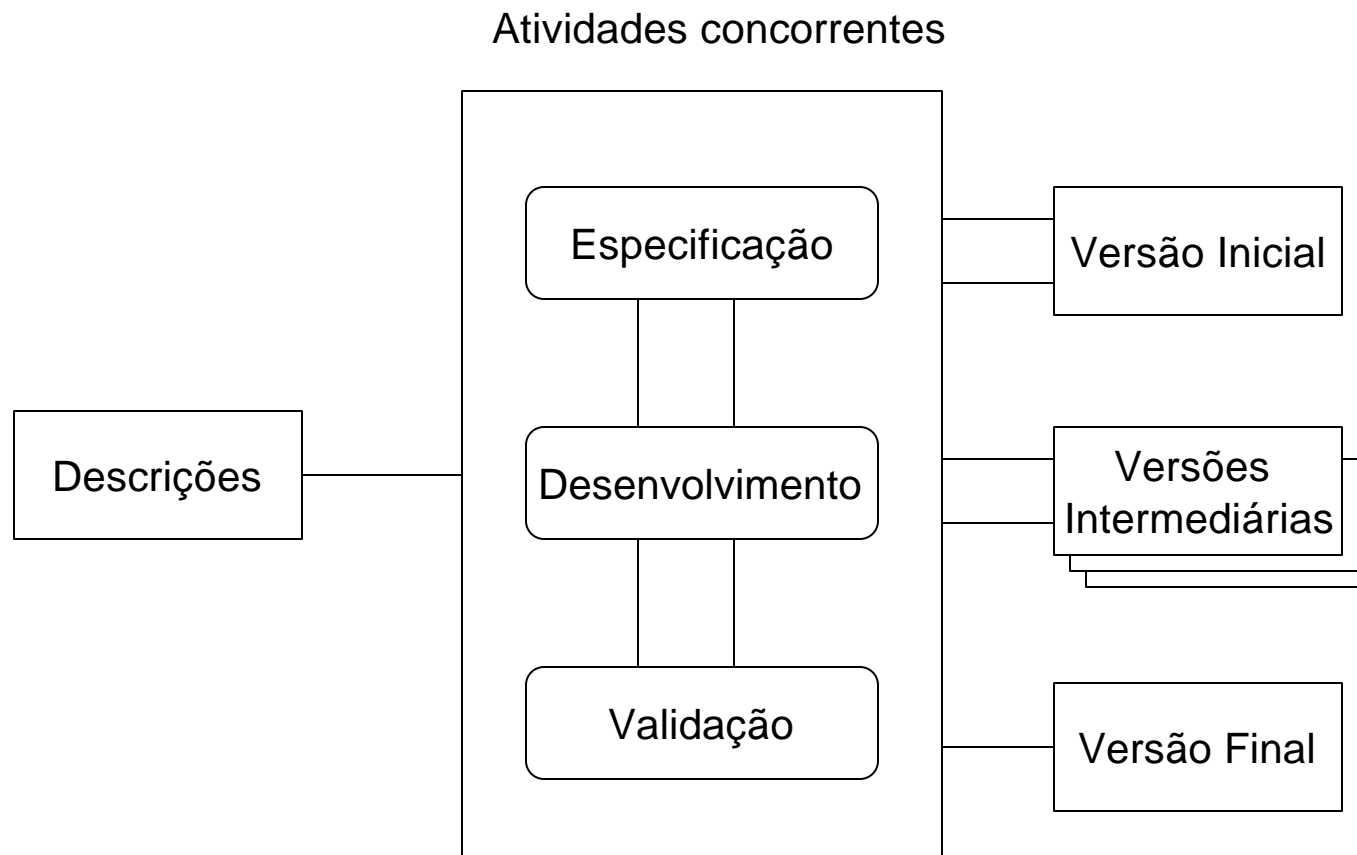 Atividades concorrentes
Especificação
Versão Inicial
Descrições
Desenvolvimento
Versões
Intermediárias
Validação
Versão Final